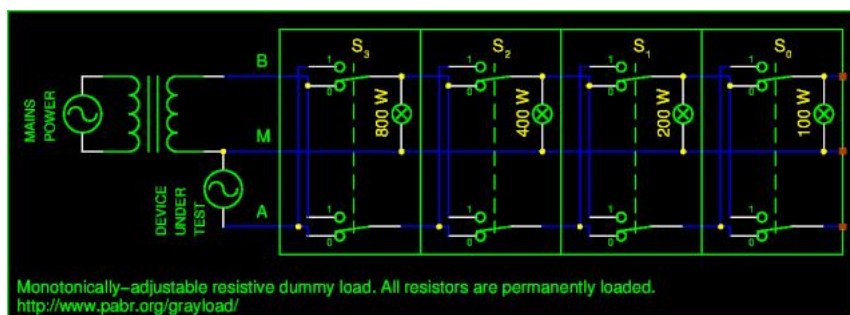 MAINS
POWER
B
M
A
DEVICE
UNDER
TEST
S3
1
0
800 W
1
0
S2
1
0
400 W
1
0
S1
1
0
200 W
1
0
S0
1
0
100 W
1
0
Monotonically-adjustable resistive dummy load. All resistors are permanently loaded.
http://www.pabr.org/grayload/